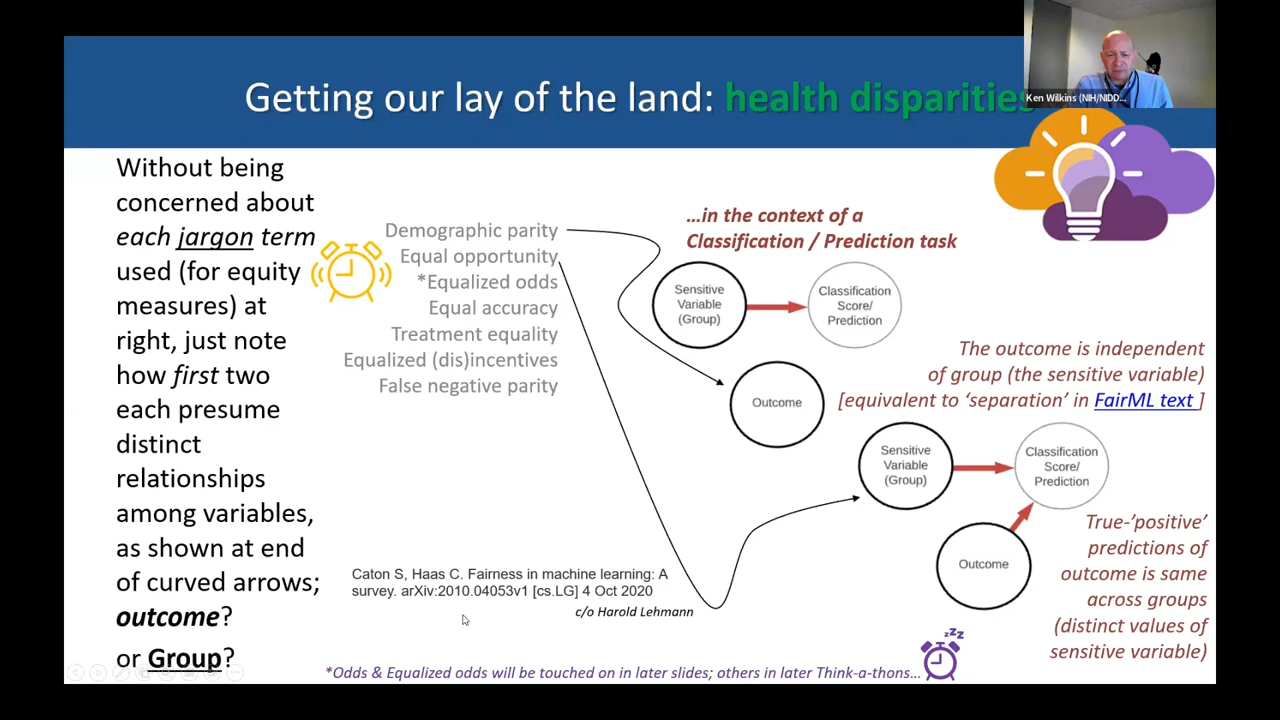 Getting our lay of the land: health disparities
Ken Wilkins (NIH/NIDD...
Without being
concerned about
each jargon term
used (for equity
measures) at
right, just note
how first two
each presume
distinct
relationships
among variables,
as shown at end
of curved arrows;
outcome?
or Group?
Demographic parity
Equal opportunity
*Equalized odds
Equal accuracy
Treatment equality
Equalized (dis)incentives
False negative parity
...in the context of a
Classification / Prediction task
Sensitive
Variable
(Group)
Classification
Score/
Prediction
Outcome
The outcome is independent
of group (the sensitive variable)
[equivalent to ‘separation’ in FairML text ]
Sensitive
Variable
(Group)
Classification
Score/
Prediction
Outcome
True-’positive’
predictions of
outcome is same
across groups
(distinct values of
sensitive variable)
Caton S, Haas C. Fairness in machine learning: A
survey. arXiv:2010.04053v1 [cs.LG] 4 Oct 2020
c/o Harold Lehmann
zzZ
*Odds & Equalized odds will be touched on in later slides; others in later Think-a-thons...